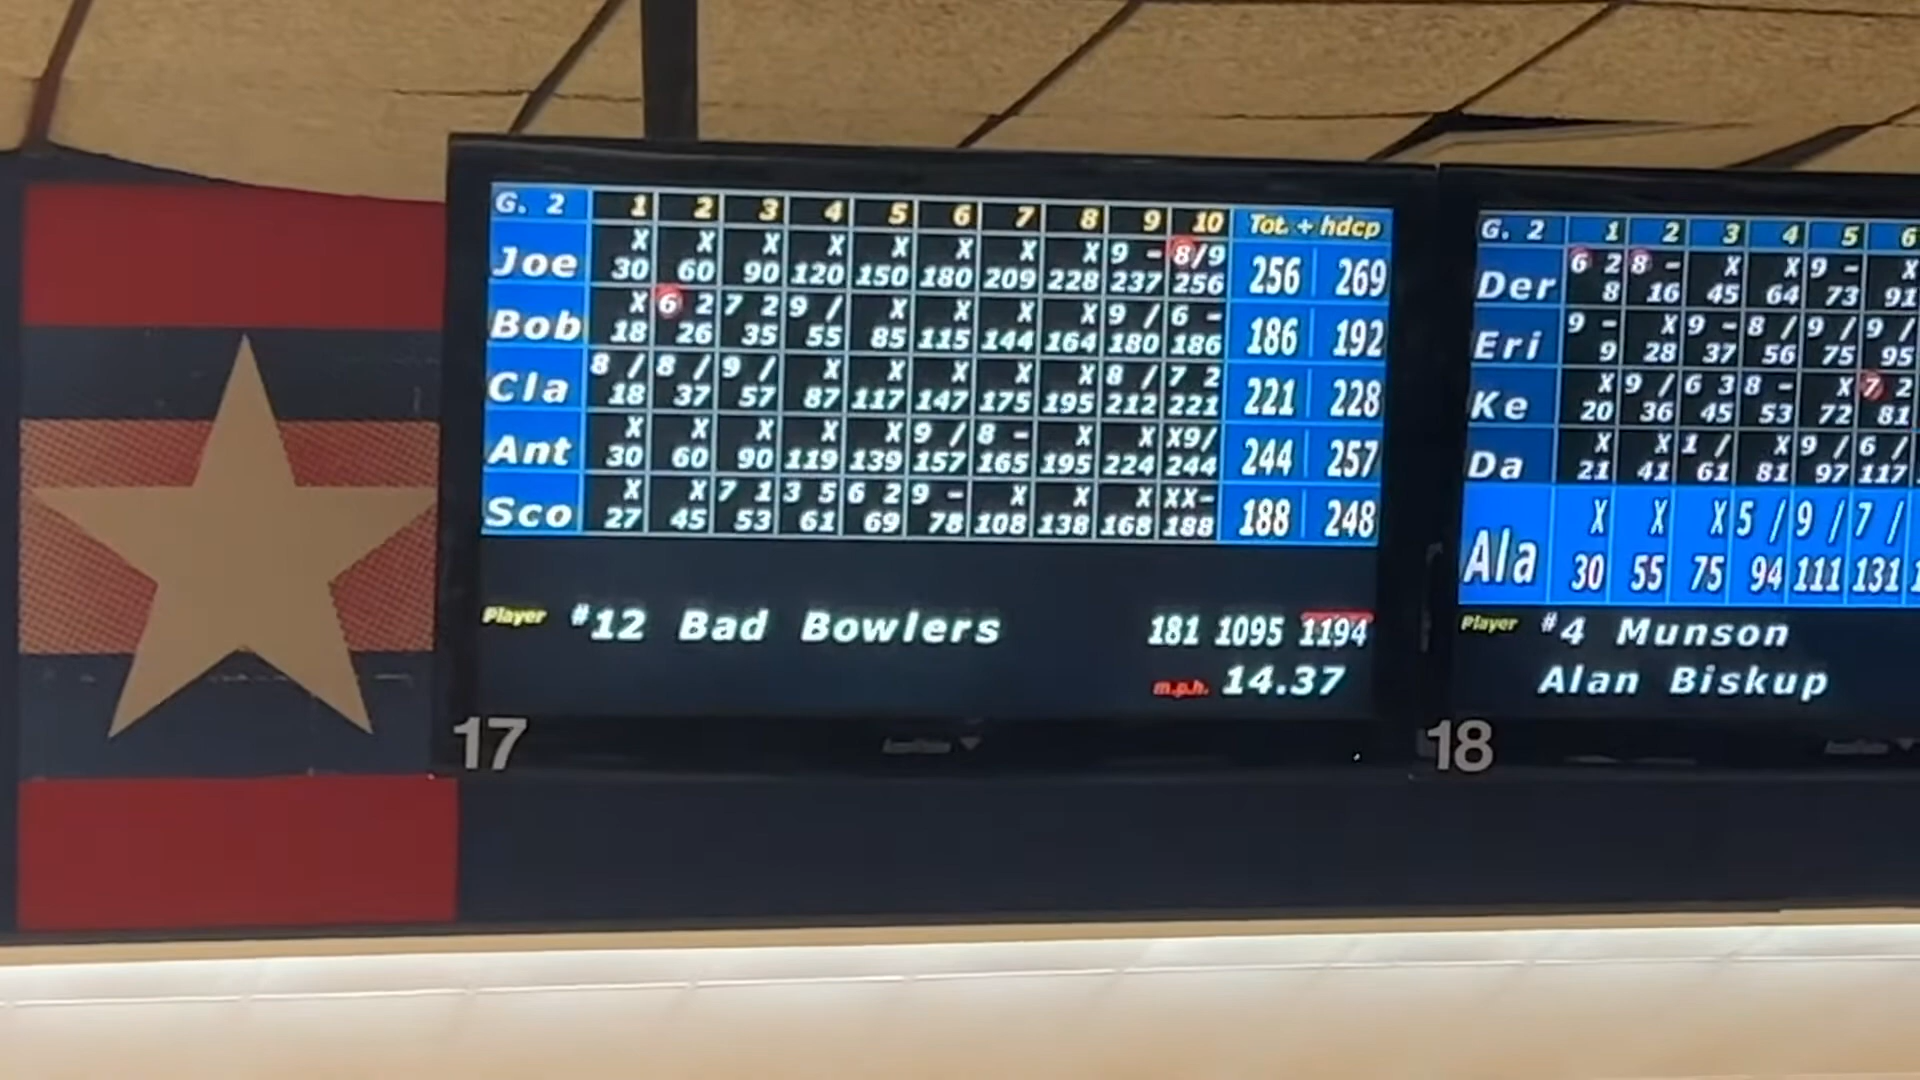 G. 2 1 2 3 4 5 6 7 8 9 10 Tot. + hdcp
Joe X X X X X X X X 9 - 8/9
30 60 90 120 150 180 209 228 237 256 256 269
Bob X 6 2 7 2 9 / X X X X 9 / 6 -
18 26 35 55 85 115 144 164 180 186 186 192
Cla 8 / 8 / 9 / X X X X X 8 / 7 2
18 37 57 87 117 147 175 195 212 221 221 228
Ant X X X X X 9 / 8 - X X X9/
30 60 90 119 139 157 165 195 224 244 244 257
Sco X X 7 1 3 5 6 2 9 - X X X XX-
27 45 53 61 69 78 108 138 168 188 188 248
Player #12 Bad Bowlers 181 1095 1194
m.p.h. 14.37
17
G. 2 1 2 3 4 5 6
Der 6 2 8 - X X 9 - X
8 16 45 64 73 91
Eri 9 - X 9 - 8 / 9 / 9 /
9 28 37 56 75 95
Ke X 9 / 6 3 8 - X 7 2
20 36 45 53 72 81
Da X X 1 / X 9 / 6 /
21 41 61 81 97 117
Ala X X X 5 / 9 / 7 /
30 55 75 94 111 131
Player #4 Munson
Alan Biskup
18